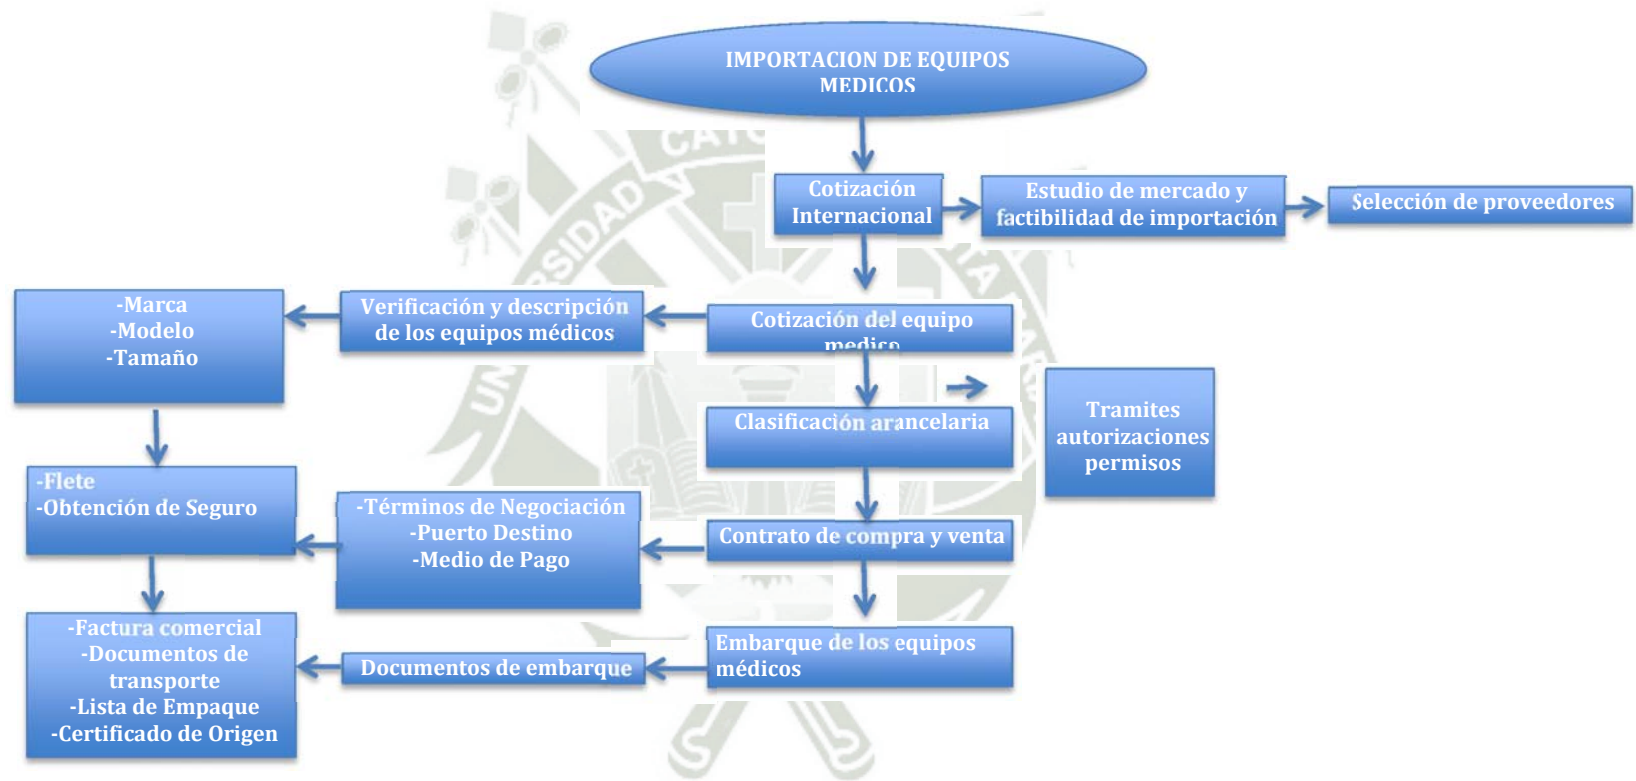 IMPORTACION DE EQUIPOS
MEDICOS
Cotización
Internacional
Estudio de mercado y
factibilidad de importación
Selección de proveedores
-Marca
-Modelo
-Tamaño
Verificación y descripción
de los equipos médicos
Cotización del equipo
medico
Clasificación arancelaria
Tramites
autorizaciones
permisos
-Flete
-Obtención de Seguro
-Términos de Negociación
-Puerto Destino
-Medio de Pago
Contrato de compra y venta
-Factura comercial
-Documentos de
transporte
-Lista de Empaque
-Certificado de Origen
Documentos de embarque
Embarque de los equipos
médicos